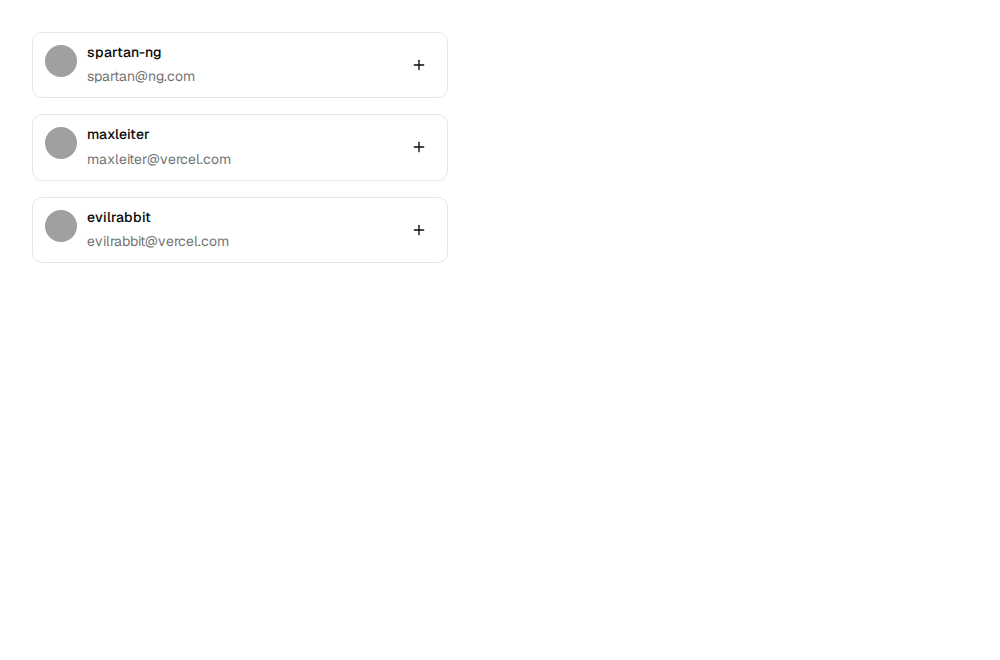 spartan-ng
spartan@ng.com
maxleiter
maxleiter@vercel.com
evilrabbit
evilrabbit@vercel.com